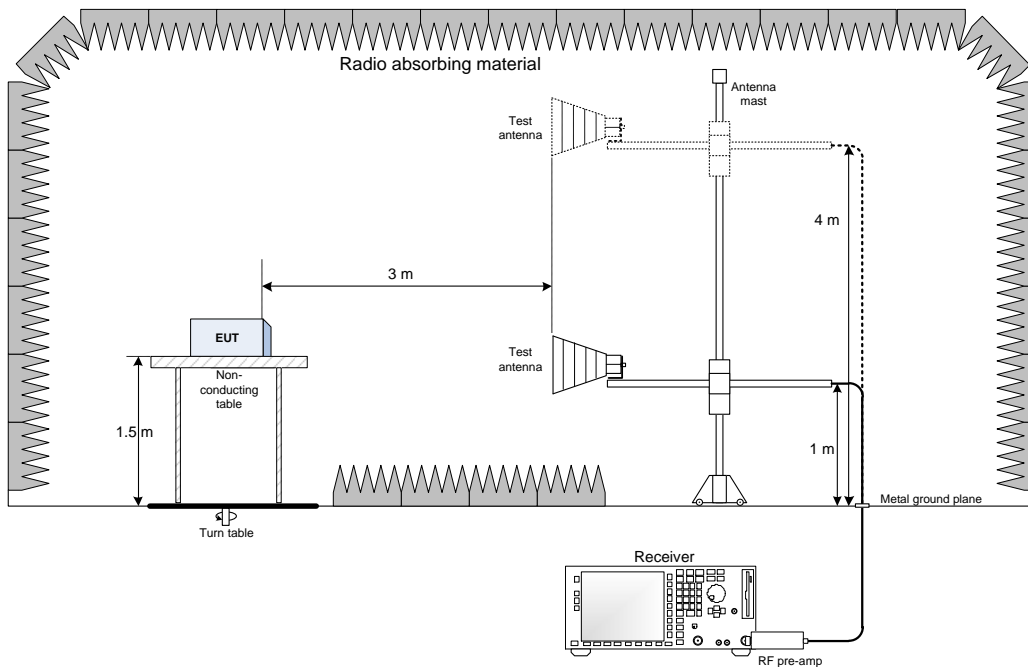 Radio absorbing material
Antenna
mast
Test
antenna
4 m
3 m
EUT
Test
antenna
Non-
conducting
table
1.5 m
1 m
Metal ground plane
Turn table
Receiver
RF pre-amp